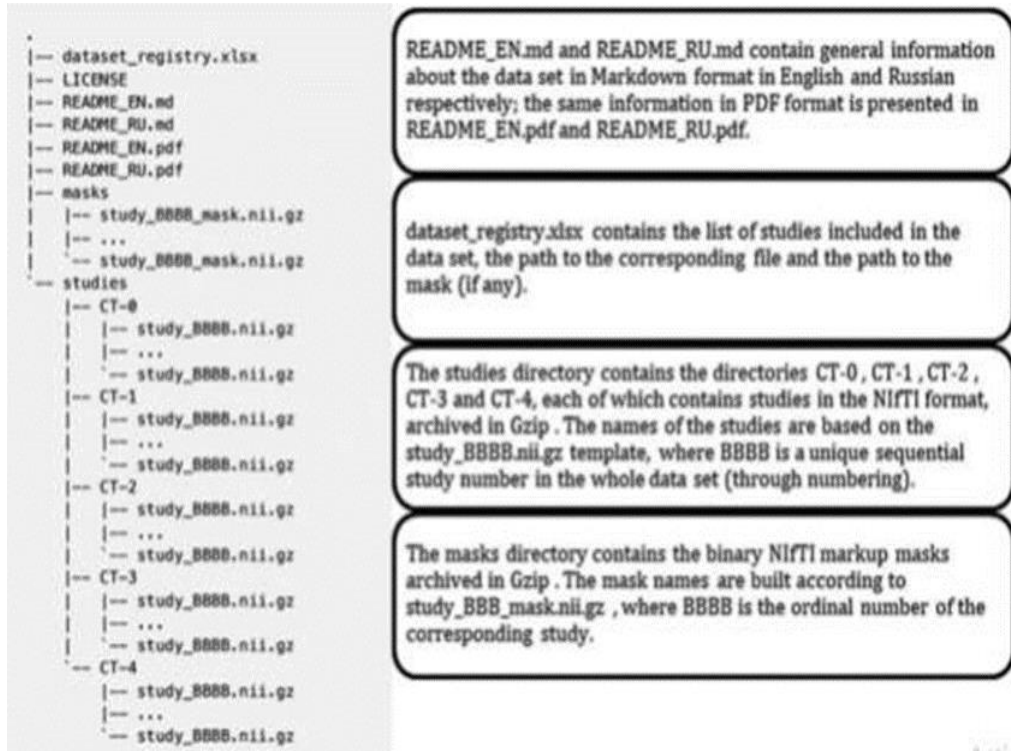 .
|-- dataset_registry.xlsx
|-- LICENSE
|-- README_EN.md
|-- README_RU.md
|-- README_EN.pdf
|-- README_RU.pdf
|-- masks
|   |-- study_BBBB_mask.nii.gz
|   |-- ...
|   `-- study_BBBB_mask.nii.gz
`-- studies
    |-- CT-0
    |   |-- study_BBBB.nii.gz
    |   |-- ...
    |   `-- study_BBBB.nii.gz
    |-- CT-1
    |   |-- study_BBBB.nii.gz
    |   |-- ...
    |   `-- study_BBBB.nii.gz
    |-- CT-2
    |   |-- study_BBBB.nii.gz
    |   |-- ...
    |   `-- study_BBBB.nii.gz
    |-- CT-3
    |   |-- study_BBBB.nii.gz
    |   |-- ...
    |   `-- study_BBBB.nii.gz
    `-- CT-4
        |-- study_BBBB.nii.gz
        |-- ...
        `-- study_BBBB.nii.gz
README_EN.md and README_RU.md contain general information
about the data set in Markdown format in English and Russian
respectively; the same information in PDF format is presented in
README_EN.pdf and README_RU.pdf.
dataset_registry.xlsx contains the list of studies included in the
data set, the path to the corresponding file and the path to the
mask (if any).
The studies directory contains the directories CT-0 , CT-1 , CT-2 ,
CT-3 and CT-4, each of which contains studies in the NIfTI format,
archived in Gzip . The names of the studies are based on the
study_BBBB.nii.gz template, where BBBB is a unique sequential
study number in the whole data set (through numbering).
The masks directory contains the binary NIfTI markup masks
archived in Gzip . The mask names are built according to
study_BBB_mask.nii.gz , where BBBB is the ordinal number of the
corresponding study.